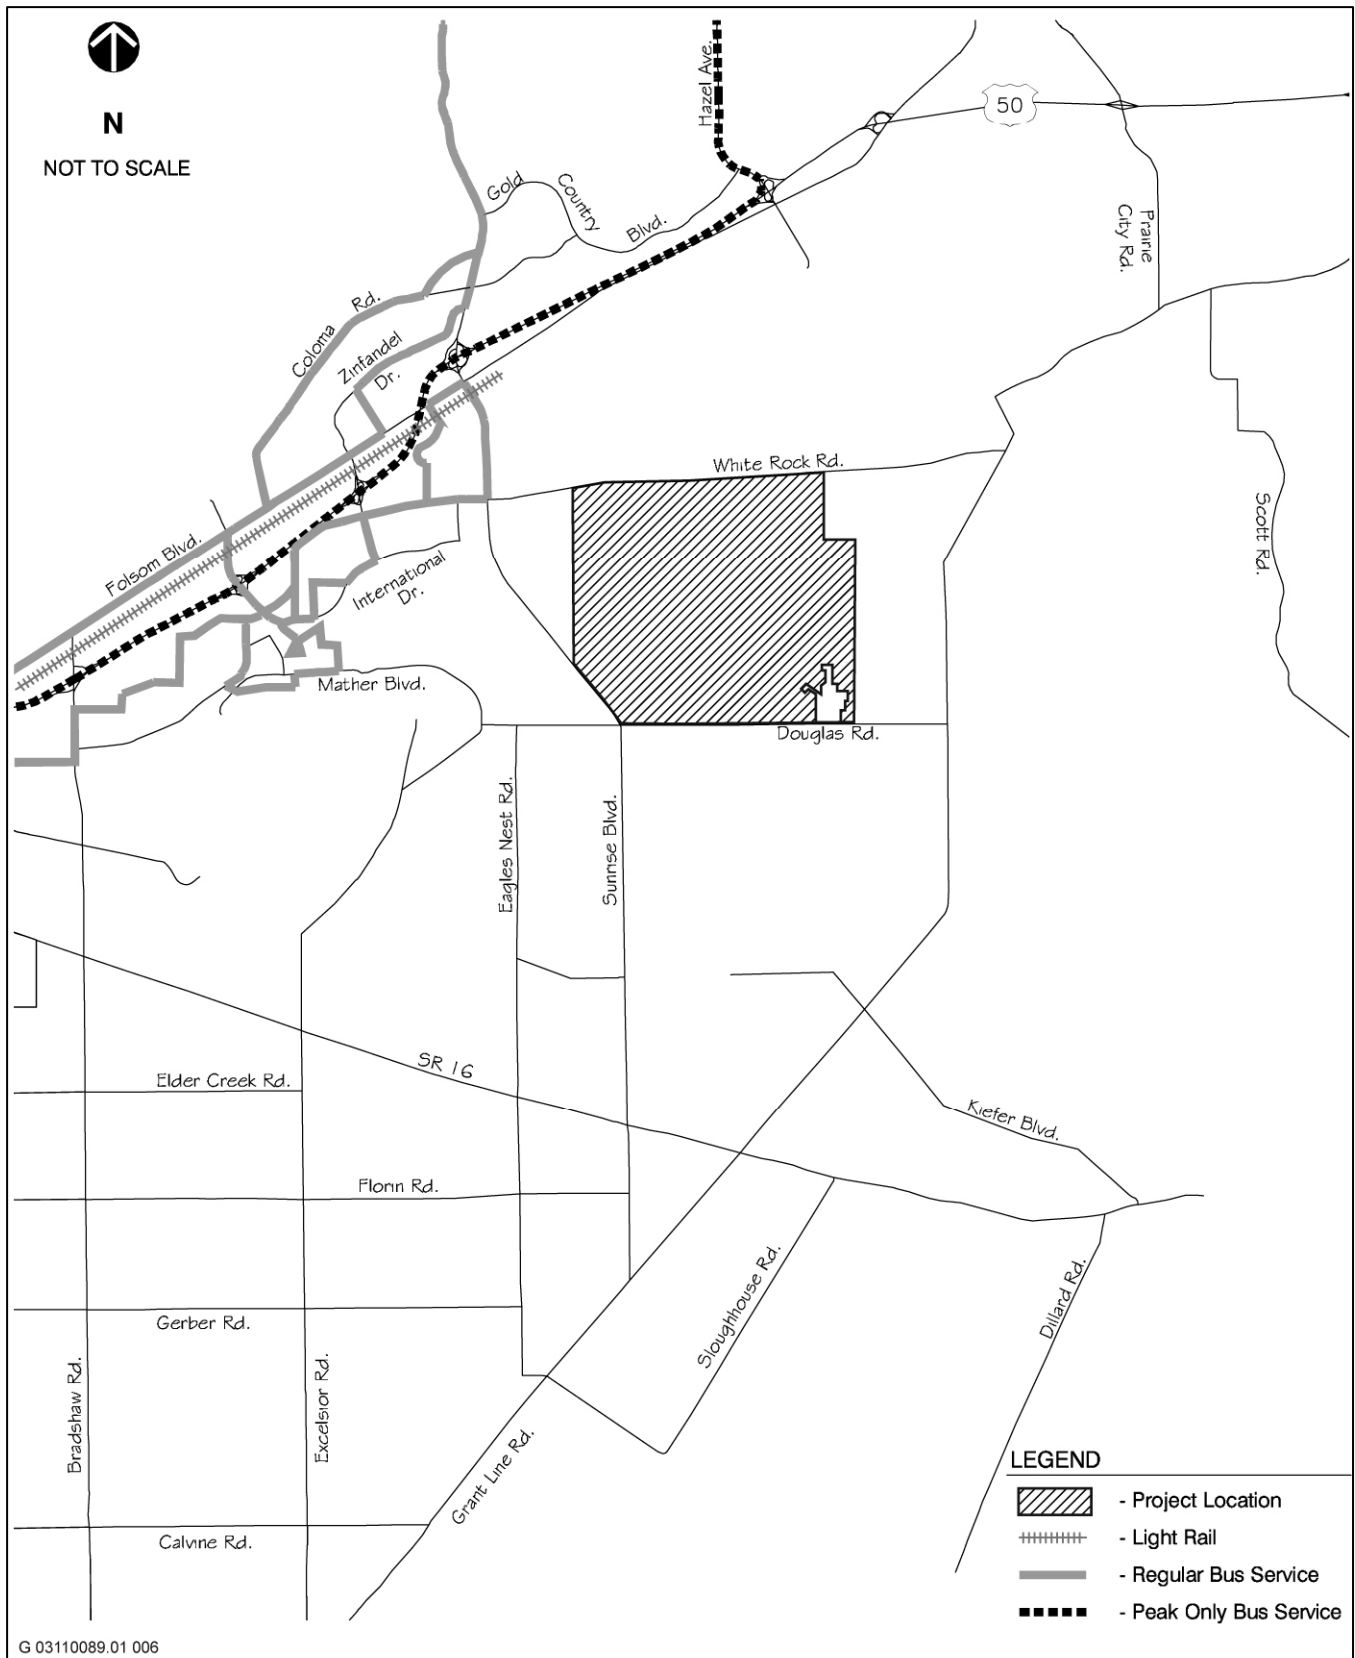 N
NOT TO SCALE
Hazel Ave.
50
Gold
Country
Blvd.
Prairie
City Rd.
Coloma
Rd.
Zinfandel
Dr.
White Rock Rd.
Scott Rd.
Folsom Blvd.
International
Dr.
Mather Blvd.
Douglas Rd.
Eagles Nest Rd.
Sunrise Blvd.
SR 16
Elder Creek Rd.
Kiefer Blvd.
Florin Rd.
Sloughhouse Rd.
Dillard Rd.
Gerber Rd.
Bradshaw Rd.
Excelsior Rd.
Grant Line Rd.
Calvine Rd.
LEGEND
- Project Location
- Light Rail
- Regular Bus Service
- Peak Only Bus Service
G 03110089.01 006